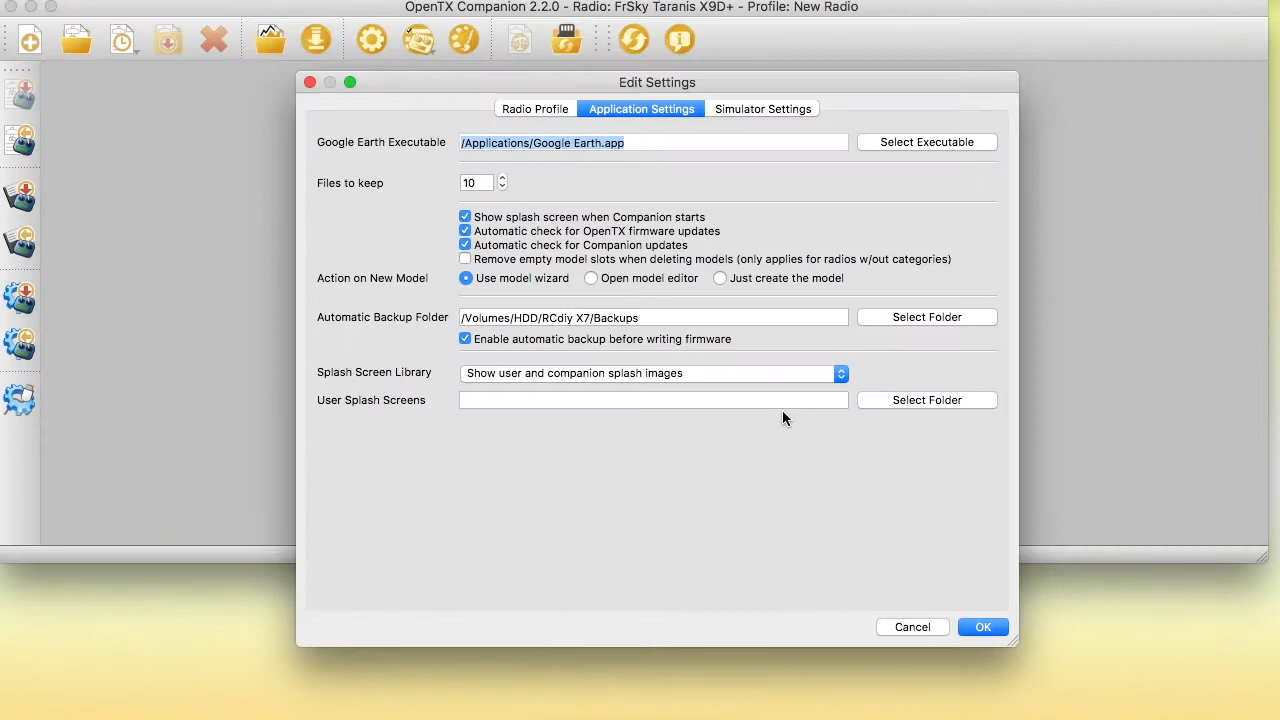 OpenTX Companion 2.2.0 - Radio: FrSky Taranis X9D+ - Profile: New Radio
Edit Settings
Radio Profile Application Settings Simulator Settings
Google Earth Executable /Applications/Google Earth.app Select Executable
Files to keep 10
Show splash screen when Companion starts
Automatic check for OpenTX firmware updates
Automatic check for Companion updates
Remove empty model slots when deleting models (only applies for radios w/out categories)
Action on New Model Use model wizard Open model editor Just create the model
Automatic Backup Folder /Volumes/HDD/RCdiy X7/Backups Select Folder
Enable automatic backup before writing firmware
Splash Screen Library Show user and companion splash images
User Splash Screens Select Folder
Cancel OK